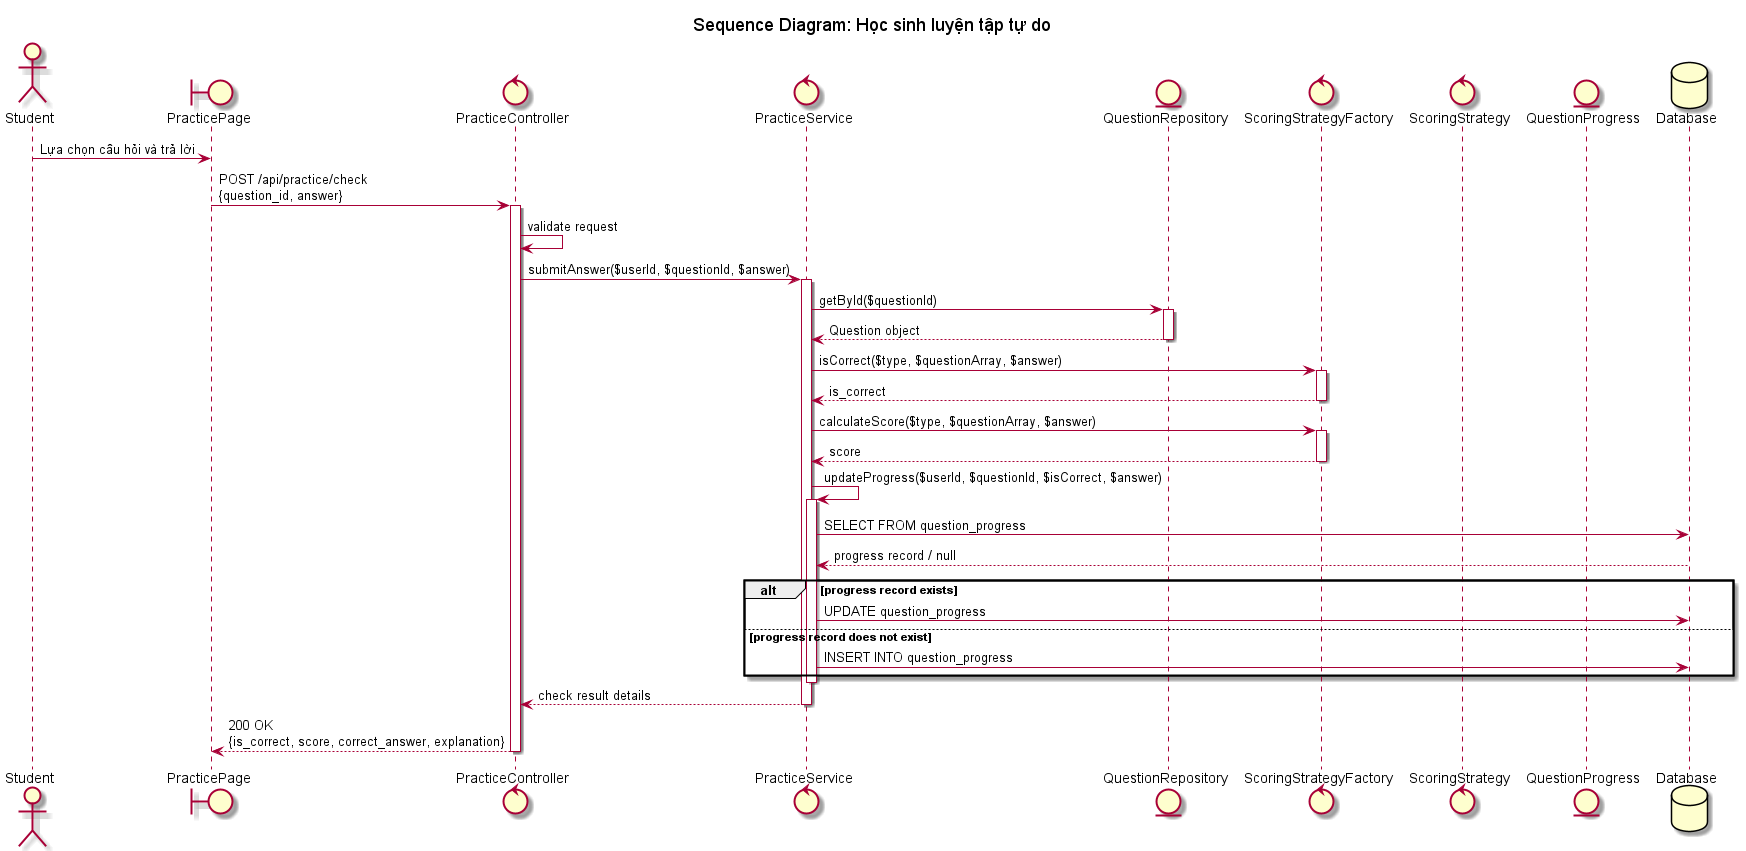 Sequence Diagram: Học sinh luyện tập tự do
Student
PracticePage
PracticeController
PracticeService
QuestionRepository
ScoringStrategyFactory
ScoringStrategy
QuestionProgress
Database
Lựa chọn câu hỏi và trả lời
POST /api/practice/check
{question_id, answer}
validate request
submitAnswer($userId, $questionId, $answer)
getById($questionId)
Question object
isCorrect($type, $questionArray, $answer)
is_correct
calculateScore($type, $questionArray, $answer)
score
updateProgress($userId, $questionId, $isCorrect, $answer)
SELECT FROM question_progress
progress record / null
alt
[progress record exists]
UPDATE question_progress
[progress record does not exist]
INSERT INTO question_progress
check result details
200 OK
{is_correct, score, correct_answer, explanation}
Student
PracticePage
PracticeController
PracticeService
QuestionRepository
ScoringStrategyFactory
ScoringStrategy
QuestionProgress
Database